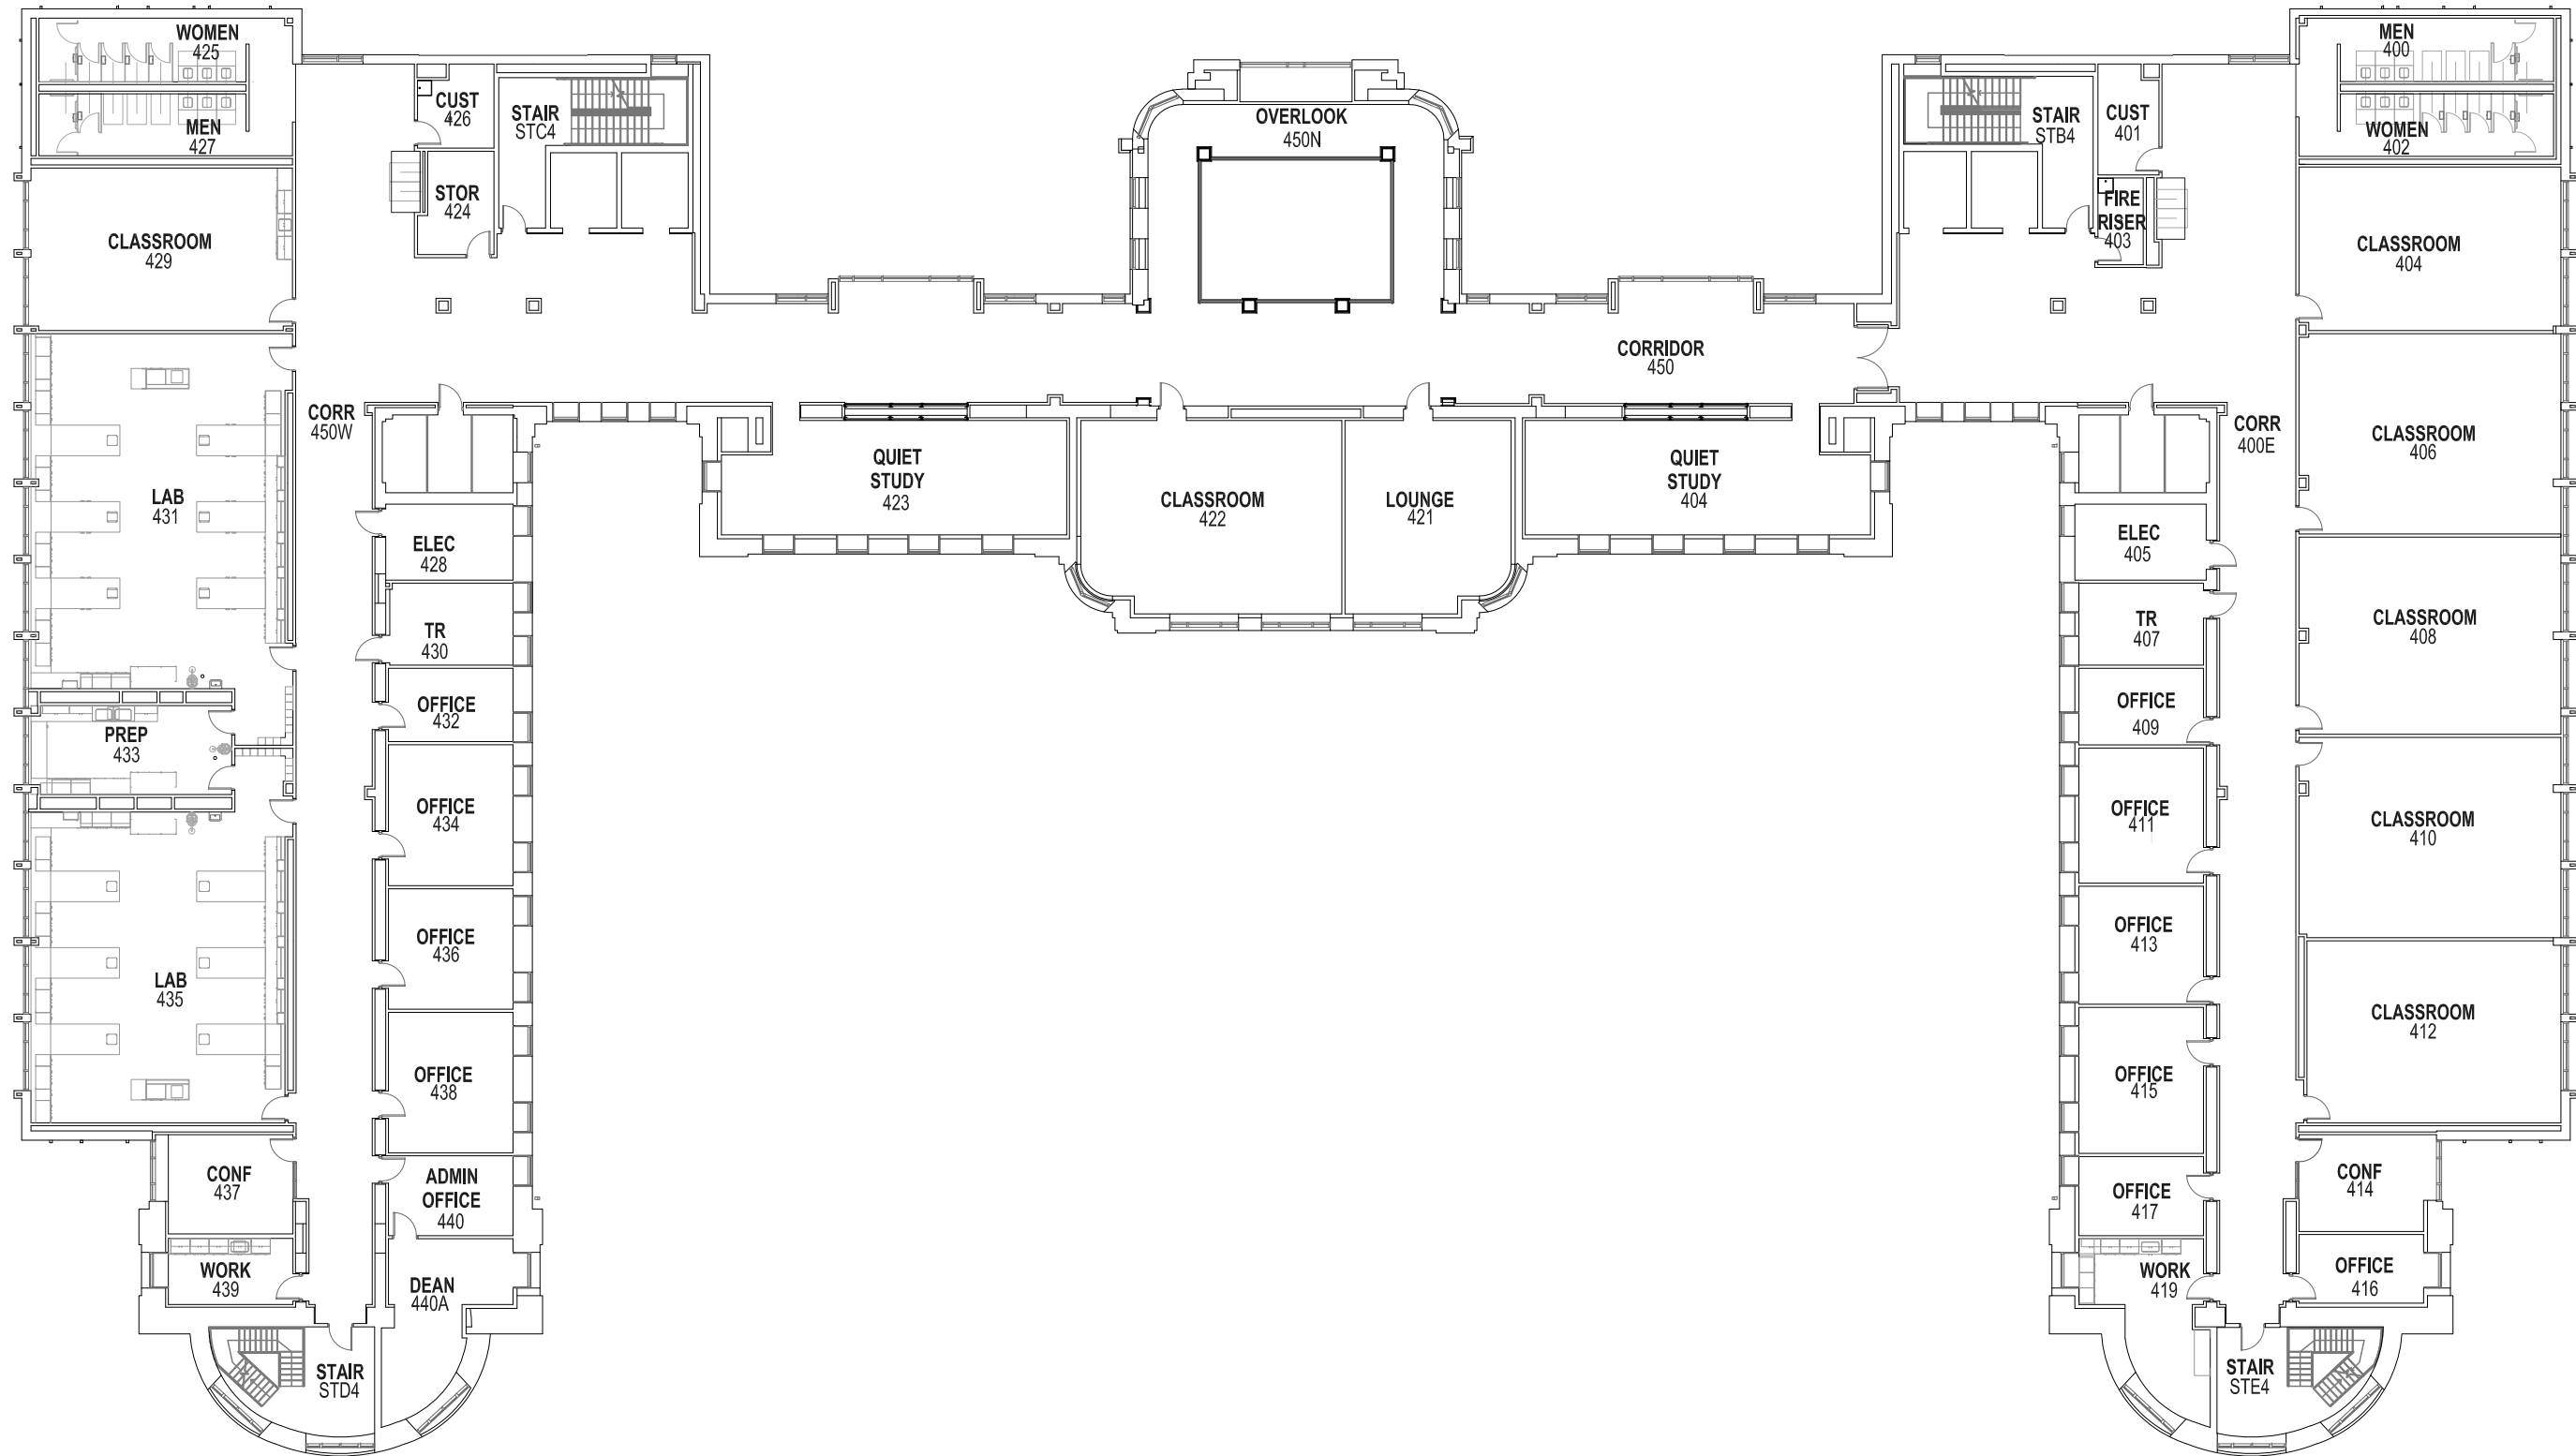 WOMEN
425
MEN
427
CUST
426
STAIR
STC4
STOR
424
CLASSROOM
429
OVERLOOK
450N
STAIR
STB4
CUST
401
FIRE
RISER
403
MEN
400
WOMEN
402
CLASSROOM
404
CORRIDOR
450
CORR
450W
LAB
431
ELEC
428
TR
430
OFFICE
432
PREP
433
OFFICE
434
OFFICE
436
LAB
435
OFFICE
438
CONF
437
ADMIN
OFFICE
440
WORK
439
DEAN
440A
STAIR
STD4
QUIET
STUDY
423
CLASSROOM
422
LOUNGE
421
QUIET
STUDY
404
CORR
400E
CLASSROOM
406
ELEC
405
TR
407
CLASSROOM
408
OFFICE
409
OFFICE
411
CLASSROOM
410
OFFICE
413
CLASSROOM
412
OFFICE
415
OFFICE
417
CONF
414
WORK
419
OFFICE
416
STAIR
STE4